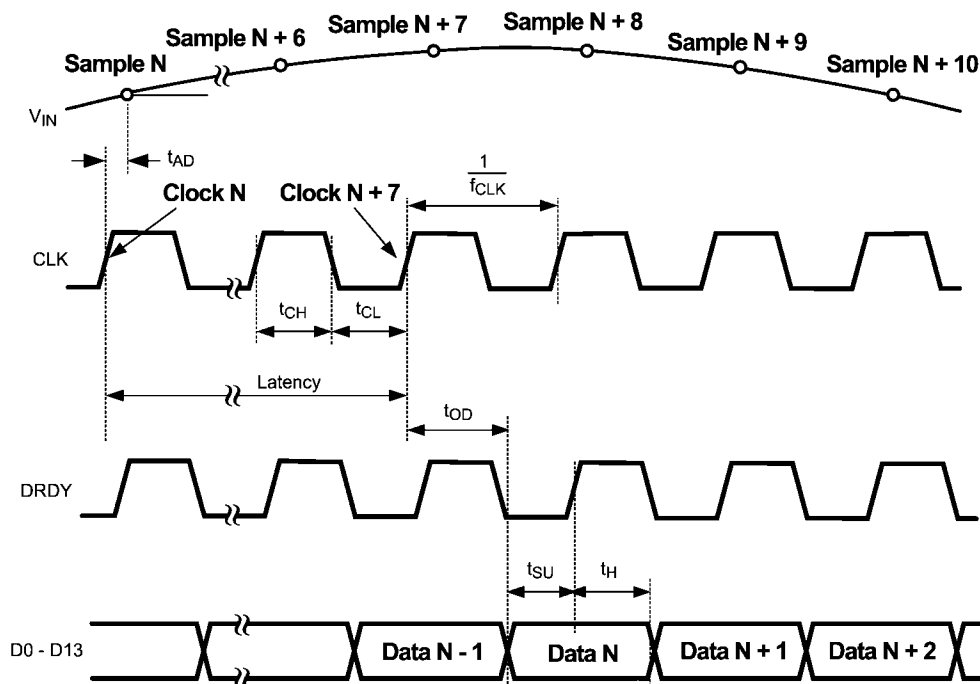 Sample N
Sample N + 6
Sample N + 7
Sample N + 8
Sample N + 9
Sample N + 10
VIN
tAD
Clock N
Clock N + 7
1
fCLK
CLK
tCH
tCL
Latency
tOD
DRDY
tSU
tH
D0 - D13
Data N - 1
Data N
Data N + 1
Data N + 2